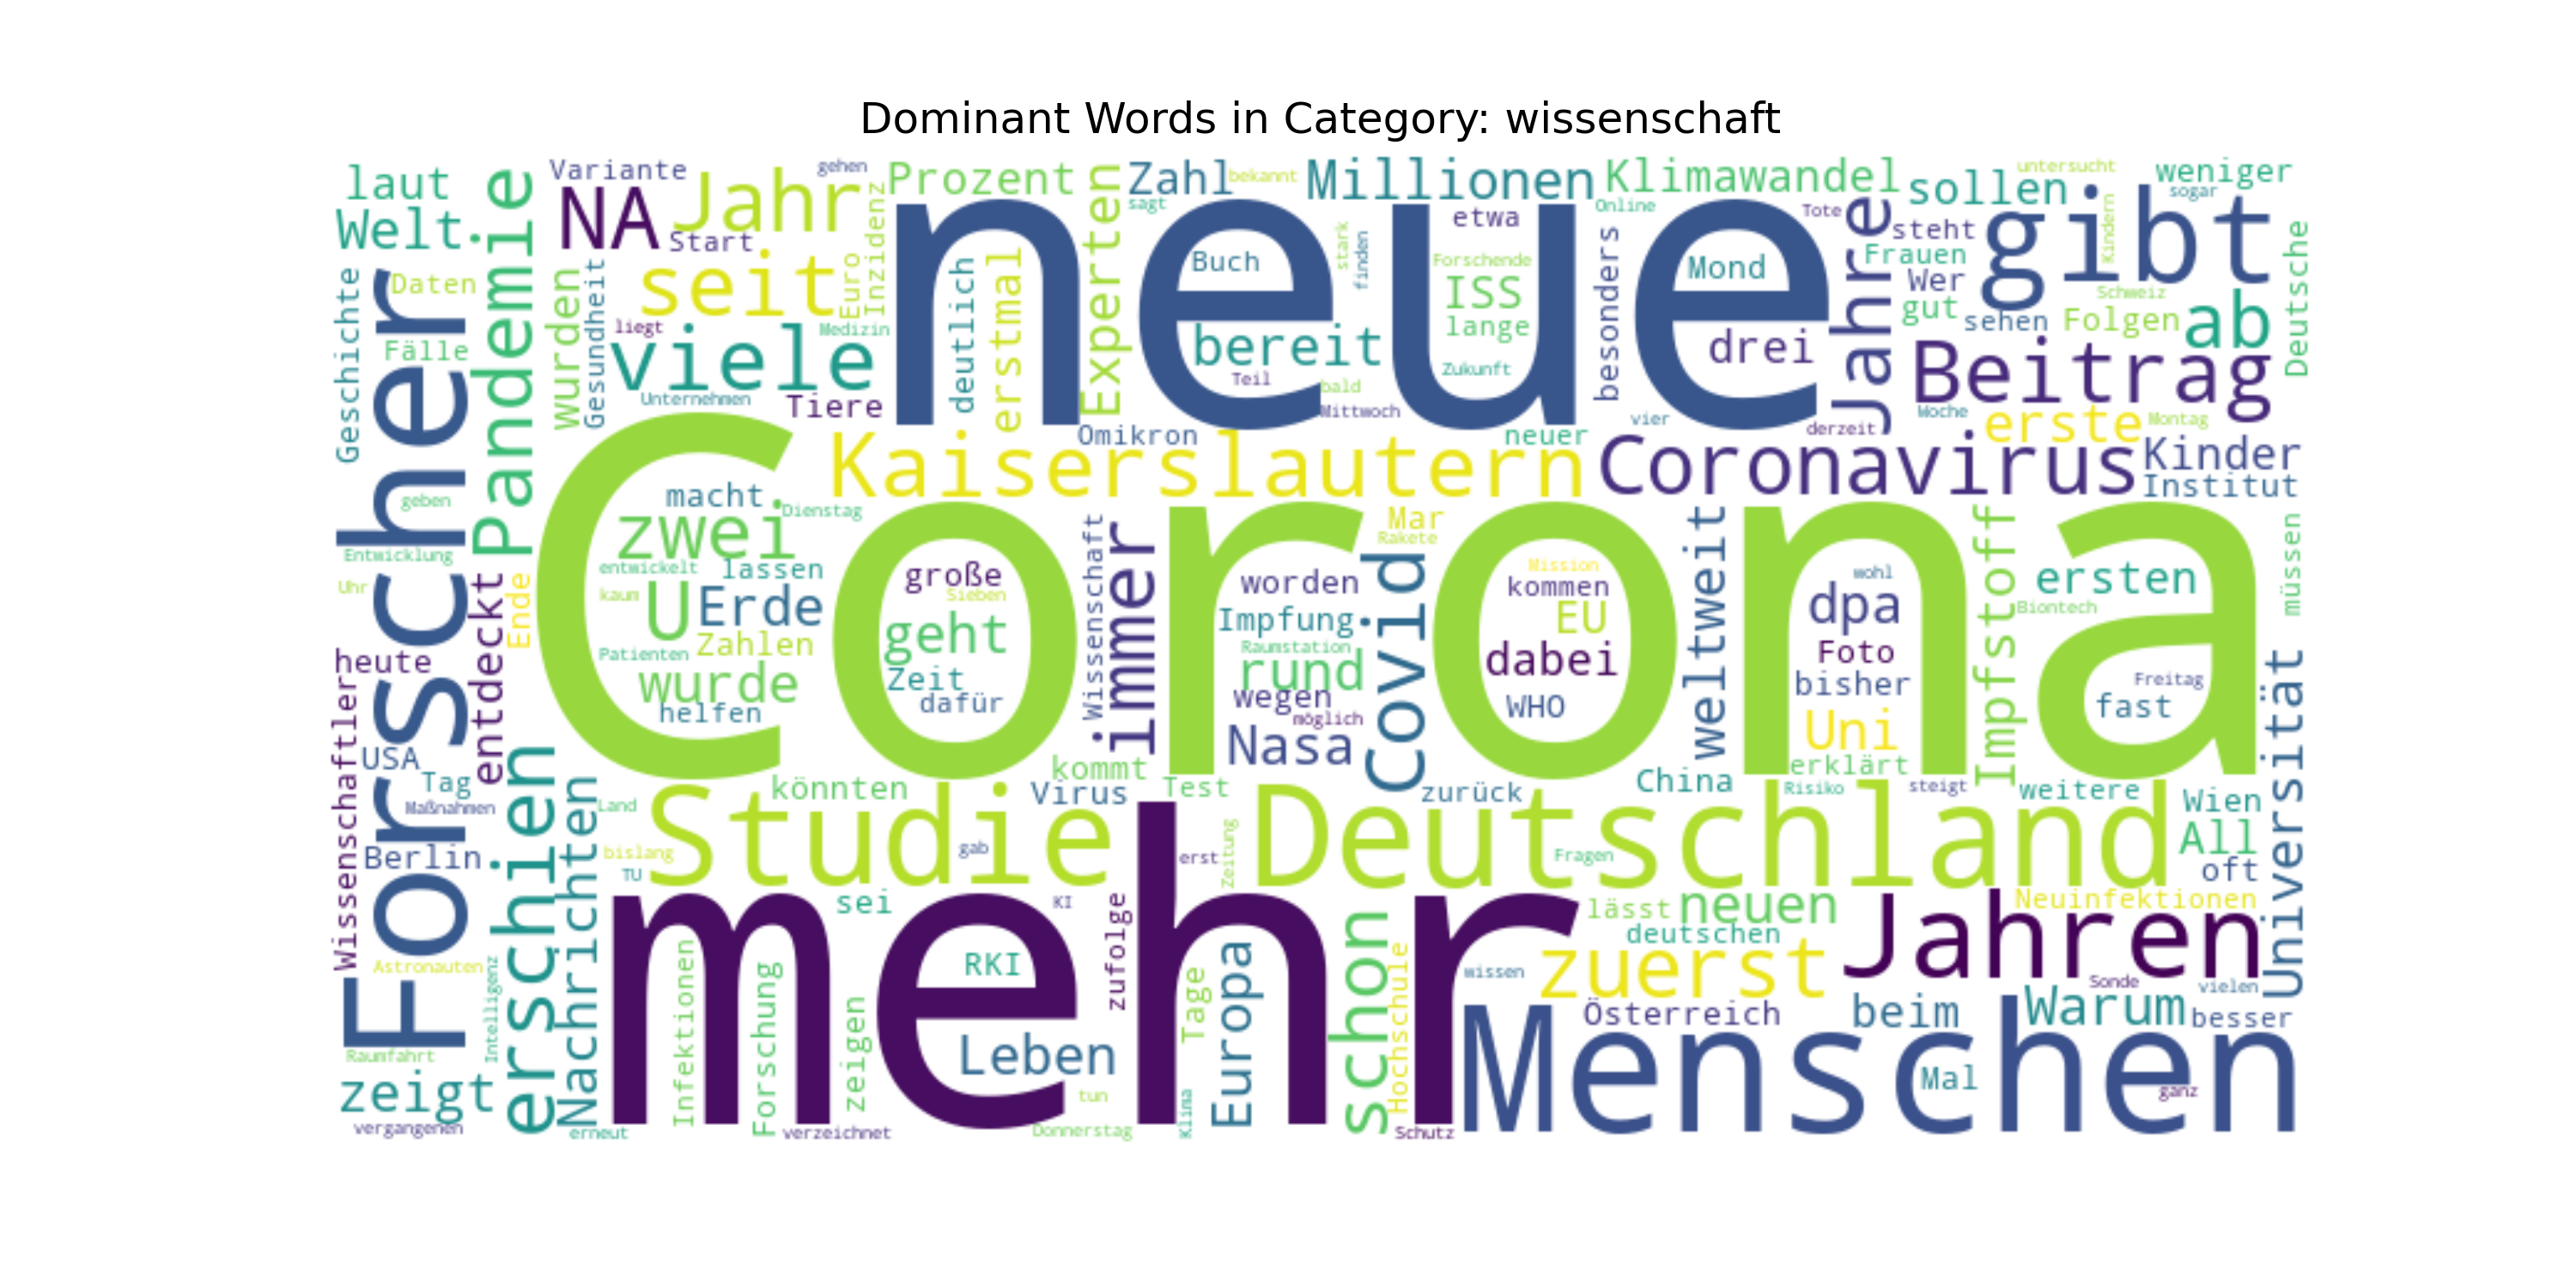 Dominant Words in Category: wissenschaft
laut
Welt
Geschichte
Forscher
Daten
Fälle
geben
Entwicklung
Uhr
heute
Wissenschaftler
USA
Tag
Maßnahmen
Berlin
Astronauten
Intelligenz
Raumfahrt
zeigt
vergangenen
Pandemie
entdeckt
Ende
erschien
Nachrichten
erneut
Variante
NA
Jahr
gehen
Start
seit
Euro
Inzidenz
wurden
Gesundheit
liegt
viele
Medizin
Unternehmen
Tiere
Prozent
neue
deutlich
erstmal
Experten
Zahl
bekannt
sagt
Buch
stark
finden
bereit
Teil
bald
Mittwoch
Millionen
etwa
Forschende
ISS
lange
Zukunft
Online
besonders
Klimawandel
Mond
Tote
drei
vier
Jahre
derzeit
sollen
untersucht
weniger
sogar
steht
Frauen
Wer
gut
sehen
Kindern
gibt
Schweiz
Folgen
ab
Deutsche
Beitrag
Woche
erste
Montag
Omikron
neuer
Kaiserslautern
Coronavirus
Kinder
Institut
Corona
macht
Dienstag
zwei
entwickelt
lassen
kaum
U
Erde
Zahlen
Patienten
wurde
helfen
große
Sieben
geht
Zeit
dafür
Wissenschaft
immer
Mar
Rakete
worden
Impfung
Raumstation
rund
wegen
möglich
Nasa
Covid
Mission
kommen
EU
dabei
WHO
weltweit
wohl
dpa
Foto
bisher
Uni
erklärt
Impfstoff
ersten
Biontech
Freitag
fast
müssen
Universität
könnten
kommt
Virus
Test
zurück
China
Risiko
steigt
weitere
Wien
All
oft
Land
Studie
bislang
gab
TU
erst
Zeitung
Deutschland
Fragen
mehr
sei
KI
RKI
zufolge
Infektionen
Forschung
zeigen
verzeichnet
Leben
tun
Donnerstag
Tage
Klima
Europa
schon
Hochschule
Schutz
lässt
neuen
deutschen
wissen
zuerst
Neuinfektionen
Jahren
Sonde
vielen
Österreich
beim
Warum
besser
Menschen
Mal
ganz